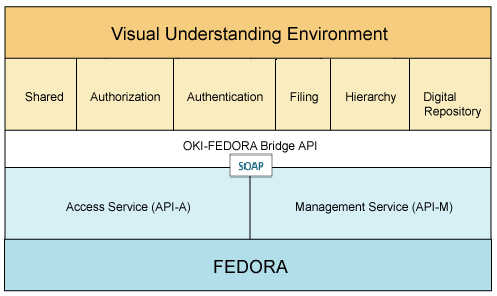 Visual Understanding Environment
Shared Authorization Authentication Filing Hierarchy Digital
Repository
OKI-FEDORA Bridge API
SOAP
Access Service (API-A) Management Service (API-M)
FEDORA